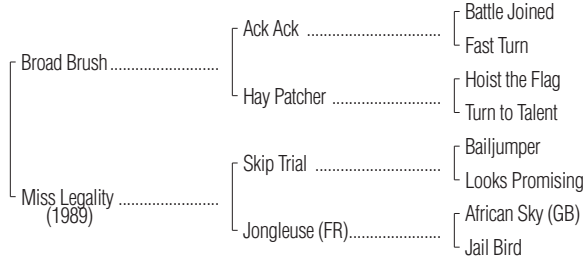 Battle Joined
Ack Ack ..............................
Fast Turn
Broad Brush ........................
Hoist the Flag
Hay Patcher ........................
Turn to Talent
Bailjumper
Skip Trial ............................
Looks Promising
Miss Legality ......................
(1989)
African Sky (GB)
Jongleuse (FR)....................
Jail Bird